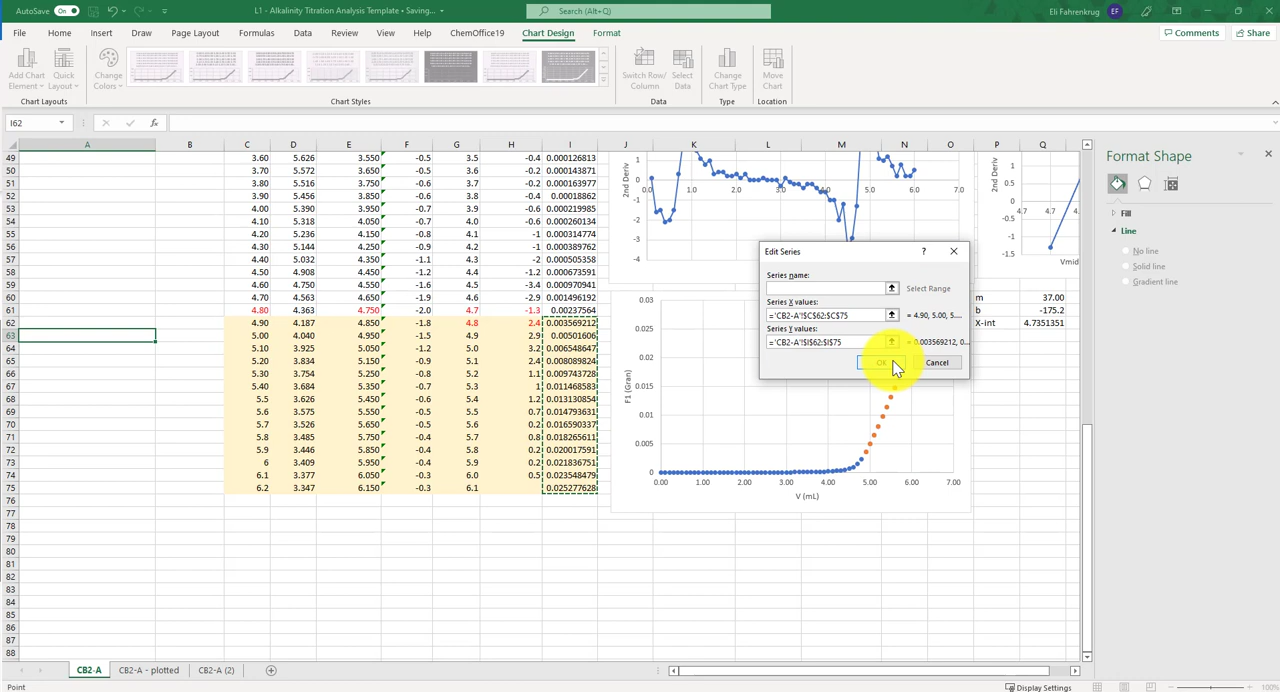 AutoSave On L1 - Alkalinity Titration Analysis Template - Saving... Search (Alt+Q) Eli Fahrenkrug EF
File Home Insert Draw Page Layout Formulas Data Review View Help ChemOffice19 Chart Design Format Comments Share
Add Chart Element Quick Layout Change Colors Switch Row/Column Select Data Change Chart Type Move Chart
Chart Layouts Chart Styles Data Type Location
I62 fx
A B C D E F G H I J K L M N O P Q
49 3.60 5.626 3.550 -0.5 3.5 -0.4 0.000126813
50 3.70 5.572 3.650 -0.5 3.6 -0.2 0.000143871
51 3.80 5.516 3.750 -0.6 3.7 -0.2 0.000163977
52 3.90 5.456 3.850 -0.6 3.8 -0.4 0.00018862
53 4.00 5.390 3.950 -0.7 3.9 -0.6 0.000219985
54 4.10 5.318 4.050 -0.7 4.0 -0.6 0.000260134
55 4.20 5.236 4.150 -0.8 4.1 -1 0.000314774
56 4.30 5.144 4.250 -0.9 4.2 -1 0.000389762
57 4.40 5.032 4.350 -1.1 4.3 -2 0.000505358
58 4.50 4.908 4.450 -1.2 4.4 -1.2 0.000673591
59 4.60 4.750 4.550 -1.6 4.5 -3.4 0.000970941
60 4.70 4.563 4.650 -1.9 4.6 -2.9 0.001496192
61 4.80 4.363 4.750 -2.0 4.7 -1.3 0.00237564
62 4.90 4.187 4.850 -1.8 4.8 2.4 0.003569212
63 5.00 4.040 4.950 -1.5 4.9 2.9 0.00501606
64 5.10 3.925 5.050 -1.2 5.0 3.2 0.00654847
65 5.20 3.834 5.150 -0.9 5.1 2.4 0.008089824
66 5.30 3.754 5.250 -0.8 5.2 1.2 0.009743728
67 5.40 3.684 5.350 -0.7 5.3 1 0.011468583
68 5.5 3.626 5.450 -0.6 5.4 1.2 0.013130854
69 5.6 3.575 5.550 -0.5 5.5 0.7 0.014793631
70 5.7 3.526 5.650 -0.5 5.6 0.2 0.016590337
71 5.8 3.485 5.750 -0.4 5.7 0.8 0.018265611
72 5.9 3.446 5.850 -0.4 5.8 0.2 0.020017591
73 6 3.409 5.950 -0.4 5.9 0.2 0.021836751
74 6.1 3.377 6.050 -0.3 6.0 0.5 0.023548479
75 6.2 3.347 6.150 -0.3 6.1 0.025277628
76
77
78
79
80
81
82
83
84
85
86
87
88
2nd Deriv
1
0
-1
-2
-3
-4
0.0 1.0 2.0 3.0 4.0 5.0 6.0 7.0
2nd Deriv
1
0.5
0
-0.5
-1
-1.5
4.7 4.
Vmid
m 37.00
b -175.2
X-int 4.7351351
F1 (Gran)
0.03
0.025
0.02
0.015
0.01
0.005
0
0.00 1.00 2.00 3.00 4.00 5.00 6.00 7.00
V (mL)
Edit Series ?
Series name:
Select Range
Series X values:
='CB2-A'!$C$62:$C$75 = 4.90, 5.00, 5....
Series Y values:
='CB2-A'!$I$62:$I$75 = 0.003569212, 0...
OK Cancel
Format Shape
Fill
Line
No line
Solid line
Gradient line
CB2-A CB2-A - plotted CB2-A (2)
Point Display Settings 100%